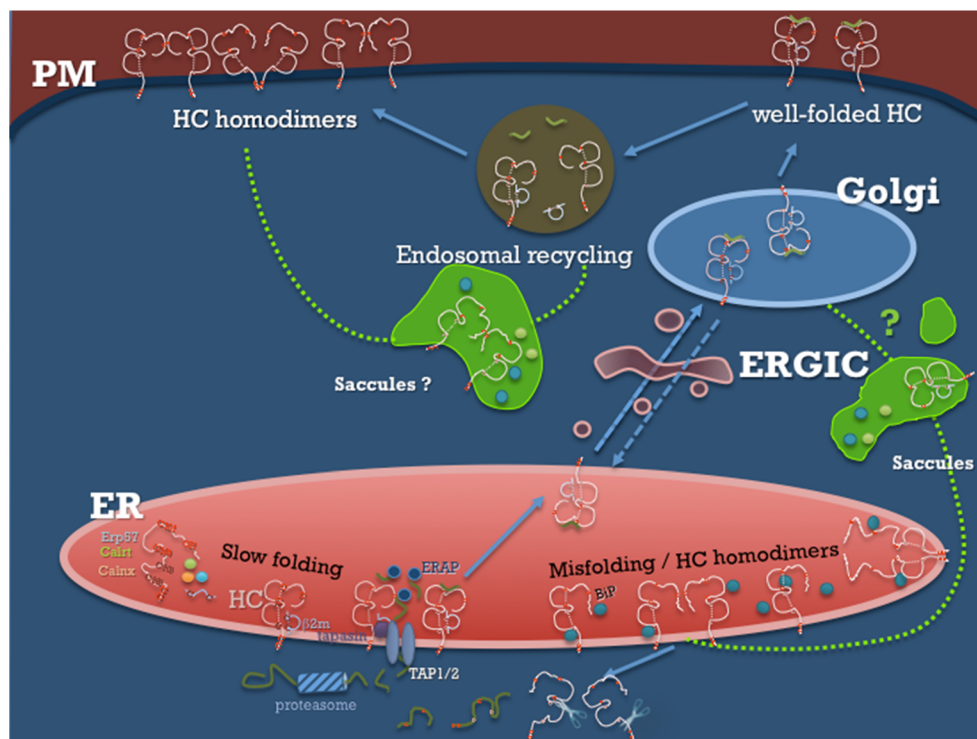 PM
HC homodimers
well-folded HC
Golgi
Endosomal recycling
?
ERGIC
Saccules ?
Saccules
ER
Erp57
Calrt
Calnx
Slow folding
ERAP
Misfolding / HC homodimers
BiP
HC
β2m
tapasin
TAP1/2
proteasome